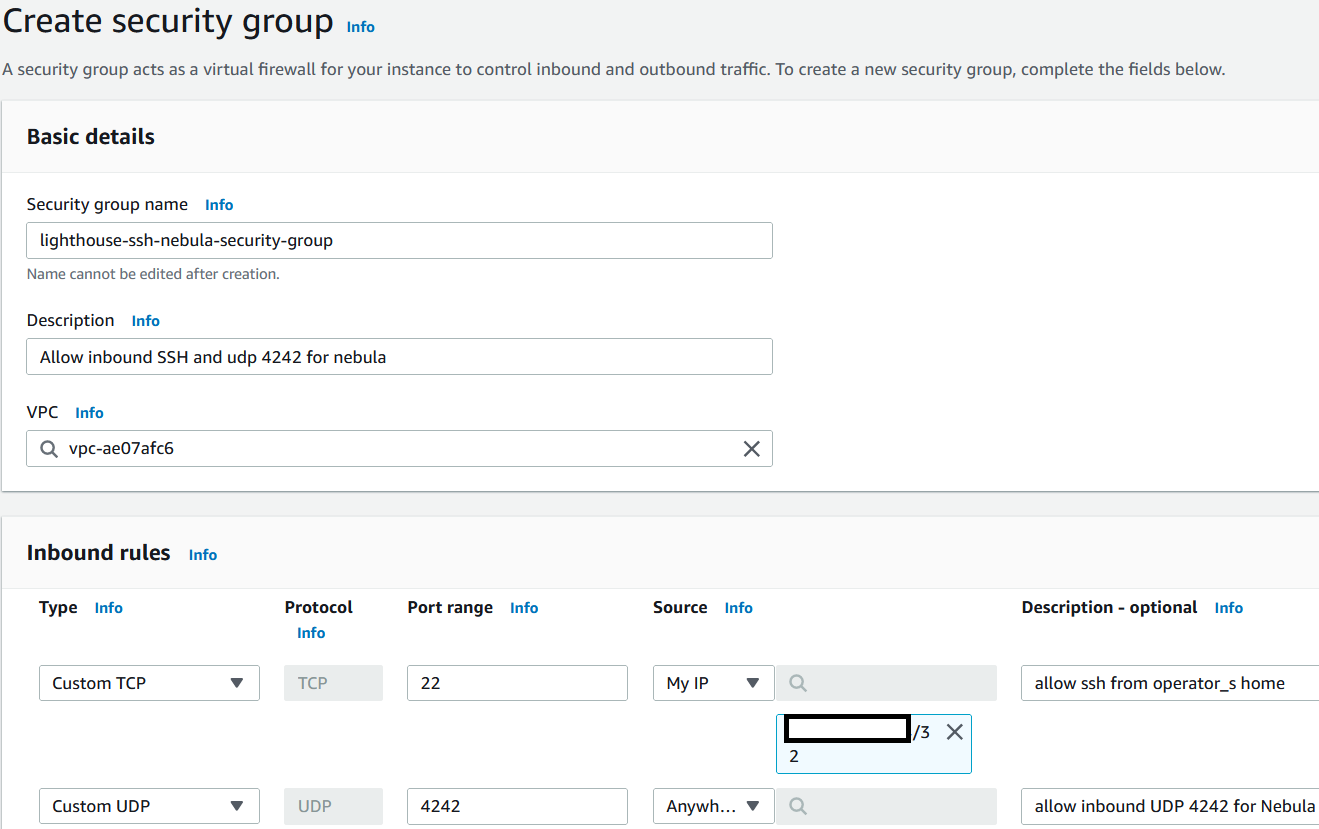 Create security group Info
A security group acts as a virtual firewall for your instance to control inbound and outbound traffic. To create a new security group, complete the fields below.
Basic details
Security group name Info
lighthouse-ssh-nebula-security-group
Name cannot be edited after creation.
Description Info
Allow inbound SSH and udp 4242 for nebula
VPC Info
vpc-ae07afc6
Inbound rules Info
Type Info Protocol Info Port range Info Source Info Description - optional Info
Custom TCP TCP 22 My IP allow ssh from operator_s home
/3
2
Custom UDP UDP 4242 Anywh... allow inbound UDP 4242 for Nebula